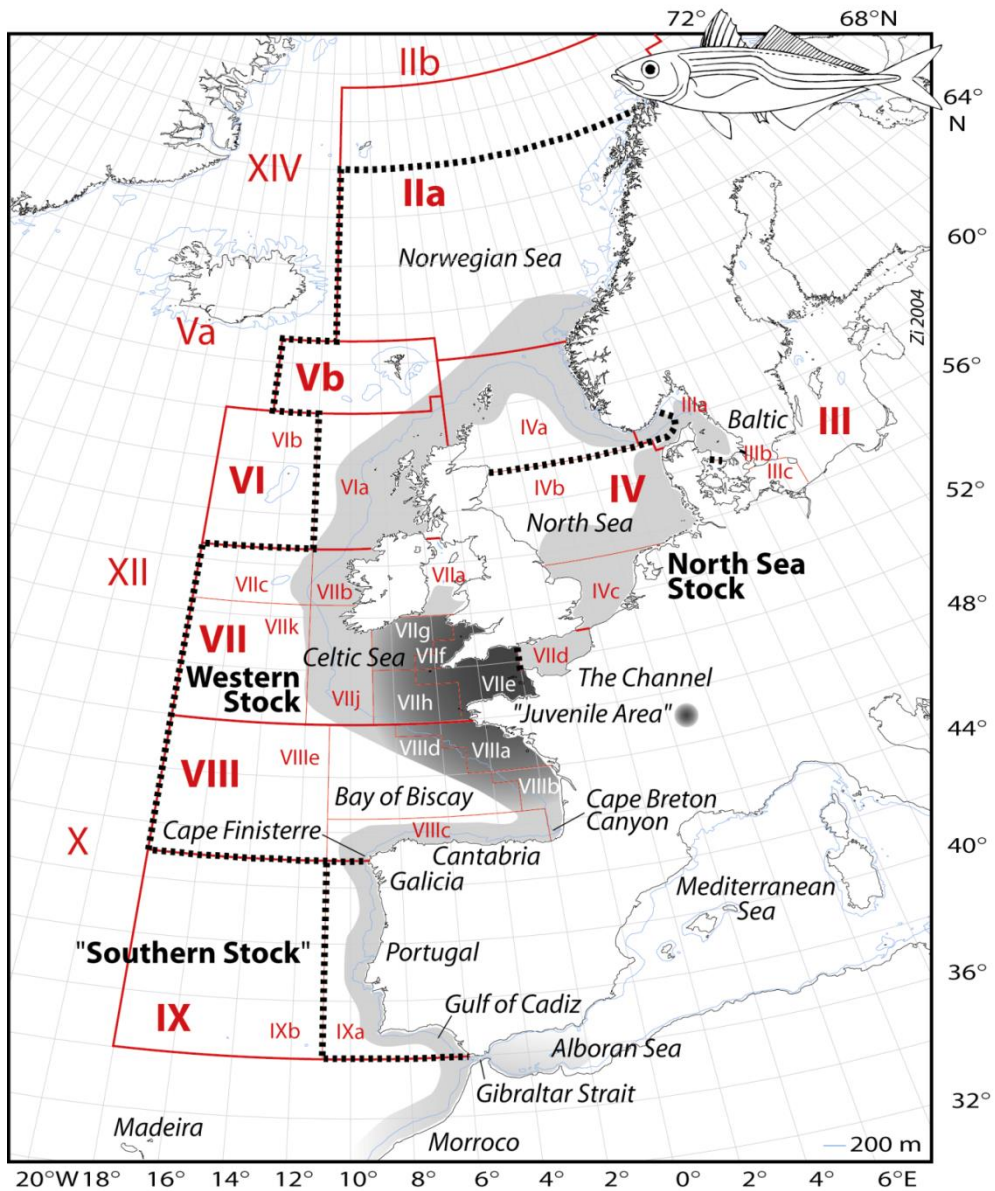 72°
68°N
IIb
64°
N
XIV
IIa
Norwegian Sea
60°
Va
Zi 2004
Vb
56°
IIIa
Baltic
III
IVa
VIb
IIIb
IIIc
VI
VIa
IVb
IV
52°
North Sea
XII
VIIc
VIIb
VIIa
North Sea
Stock
IVc
VIIk
48°
VII
VIIg
Celtic Sea
VIIf
VIId
Western
Stock
VIIj
VIIh
VIIe
The Channel
"Juvenile Area"
44°
VIIIe
VIIId
VIIIa
VIII
VIIIb
Bay of Biscay
Cape Breton
Canyon
X
Cape Finisterre
VIIIc
40°
Cantabria
Galicia
Mediterranean
Sea
"Southern Stock"
Portugal
36°
Gulf of Cadiz
IX
IXb
IXa
Alboran Sea
Gibraltar Strait
32°
Madeira
Morroco
200 m
20°W 18° 16° 14° 12° 10° 8° 6° 4° 2° 0° 2° 4° 6°E